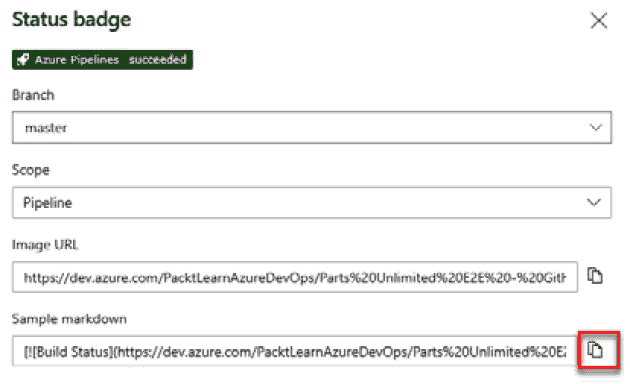 Status badge
Azure Pipelines succeeded
Branch
master
Scope
Pipeline
Image URL
https://dev.azure.com/PacktLearnAzureDevOps/Parts%20Unlimited%20E2E%20-%20GitH
Sample markdown
[![Build Status](https://dev.azure.com/PacktLearnAzureDevOps/Parts%20Unlimited%20E2